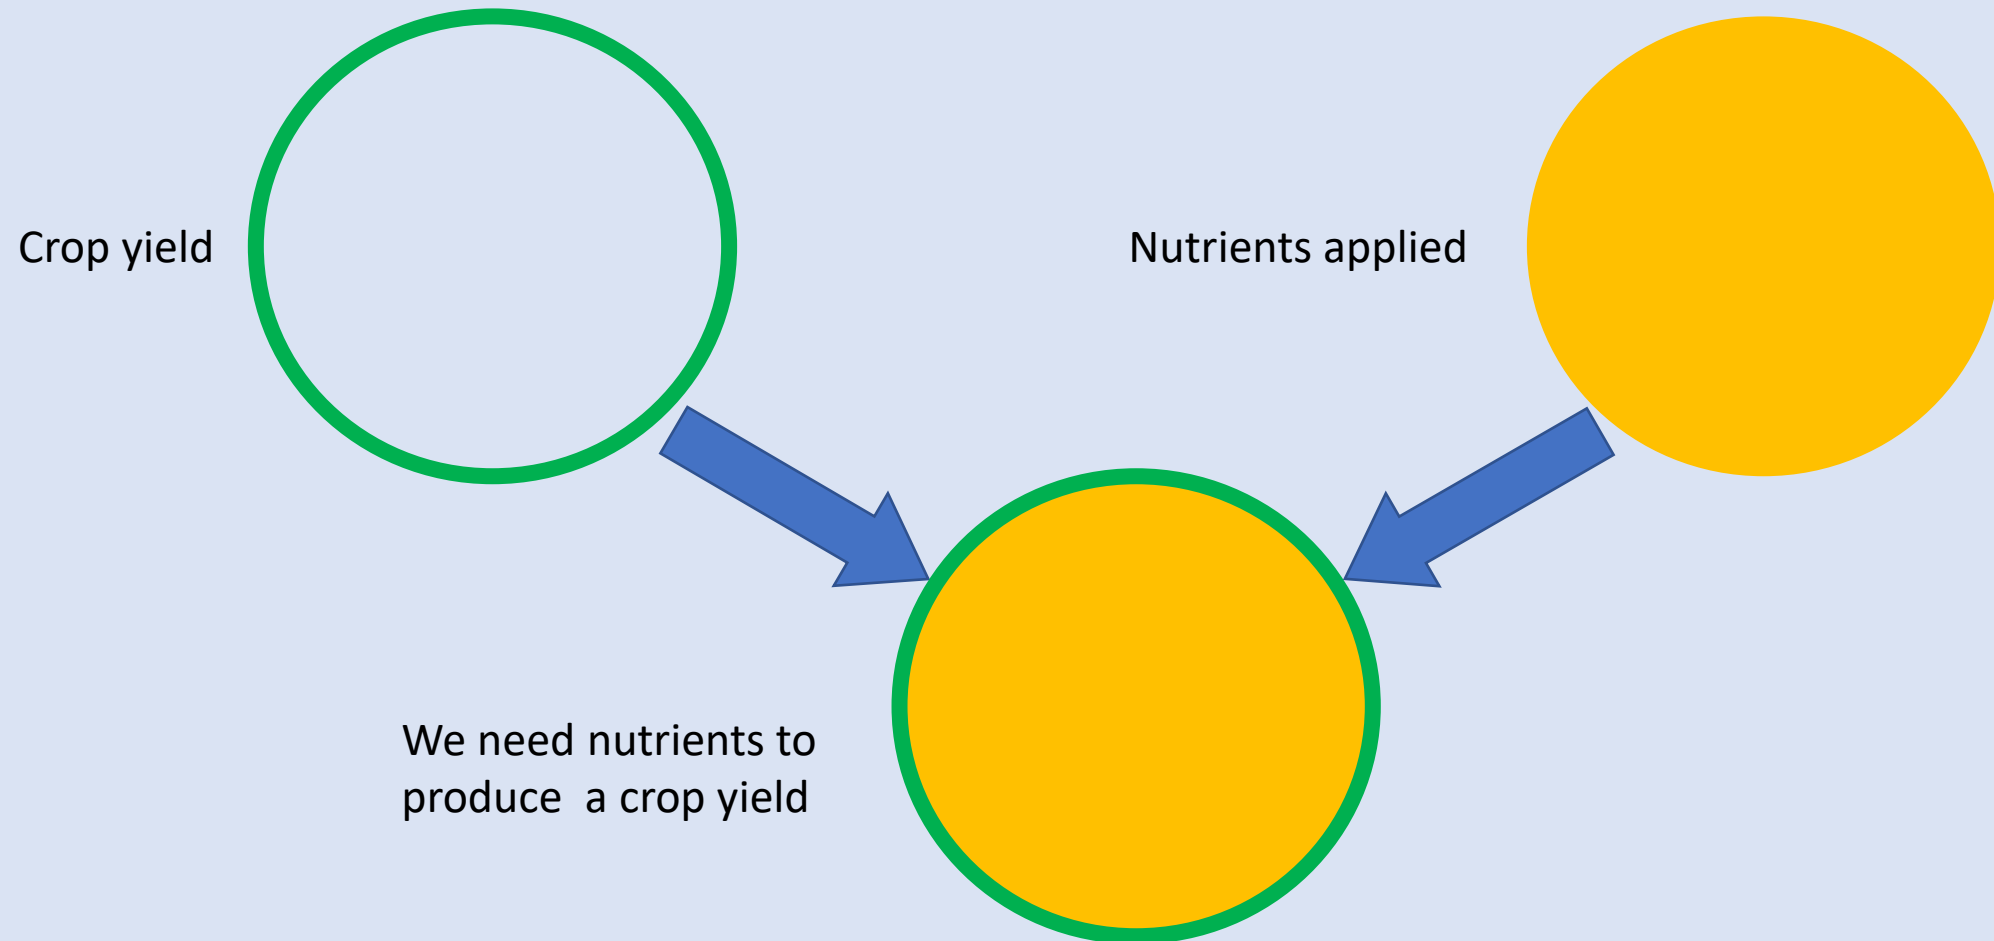 Crop yield
Nutrients applied
We need nutrients to
produce  a crop yield